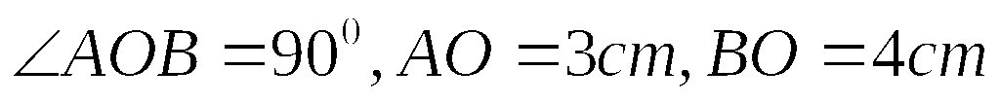 ∠AOB =90⁰, AO =3cm, BO =4cm